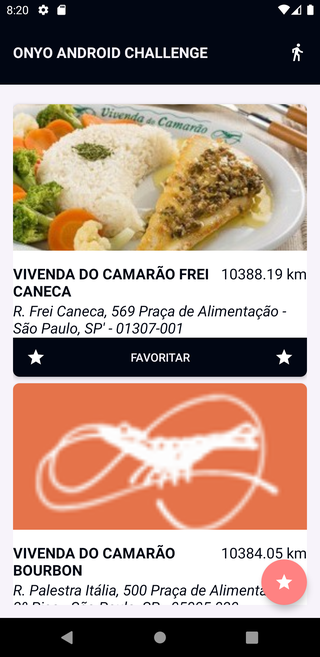 8:20
ONYO ANDROID CHALLENGE
Vivenda do Camarão
VIVENDA DO CAMARÃO FREI CANECA
10388.19 km
R. Frei Caneca, 569 Praça de Alimentação -
São Paulo, SP' - 01307-001
FAVORITAR
VIVENDA DO CAMARÃO BOURBON
10384.05 km
R. Palestra Itália, 500 Praça de Alimenta